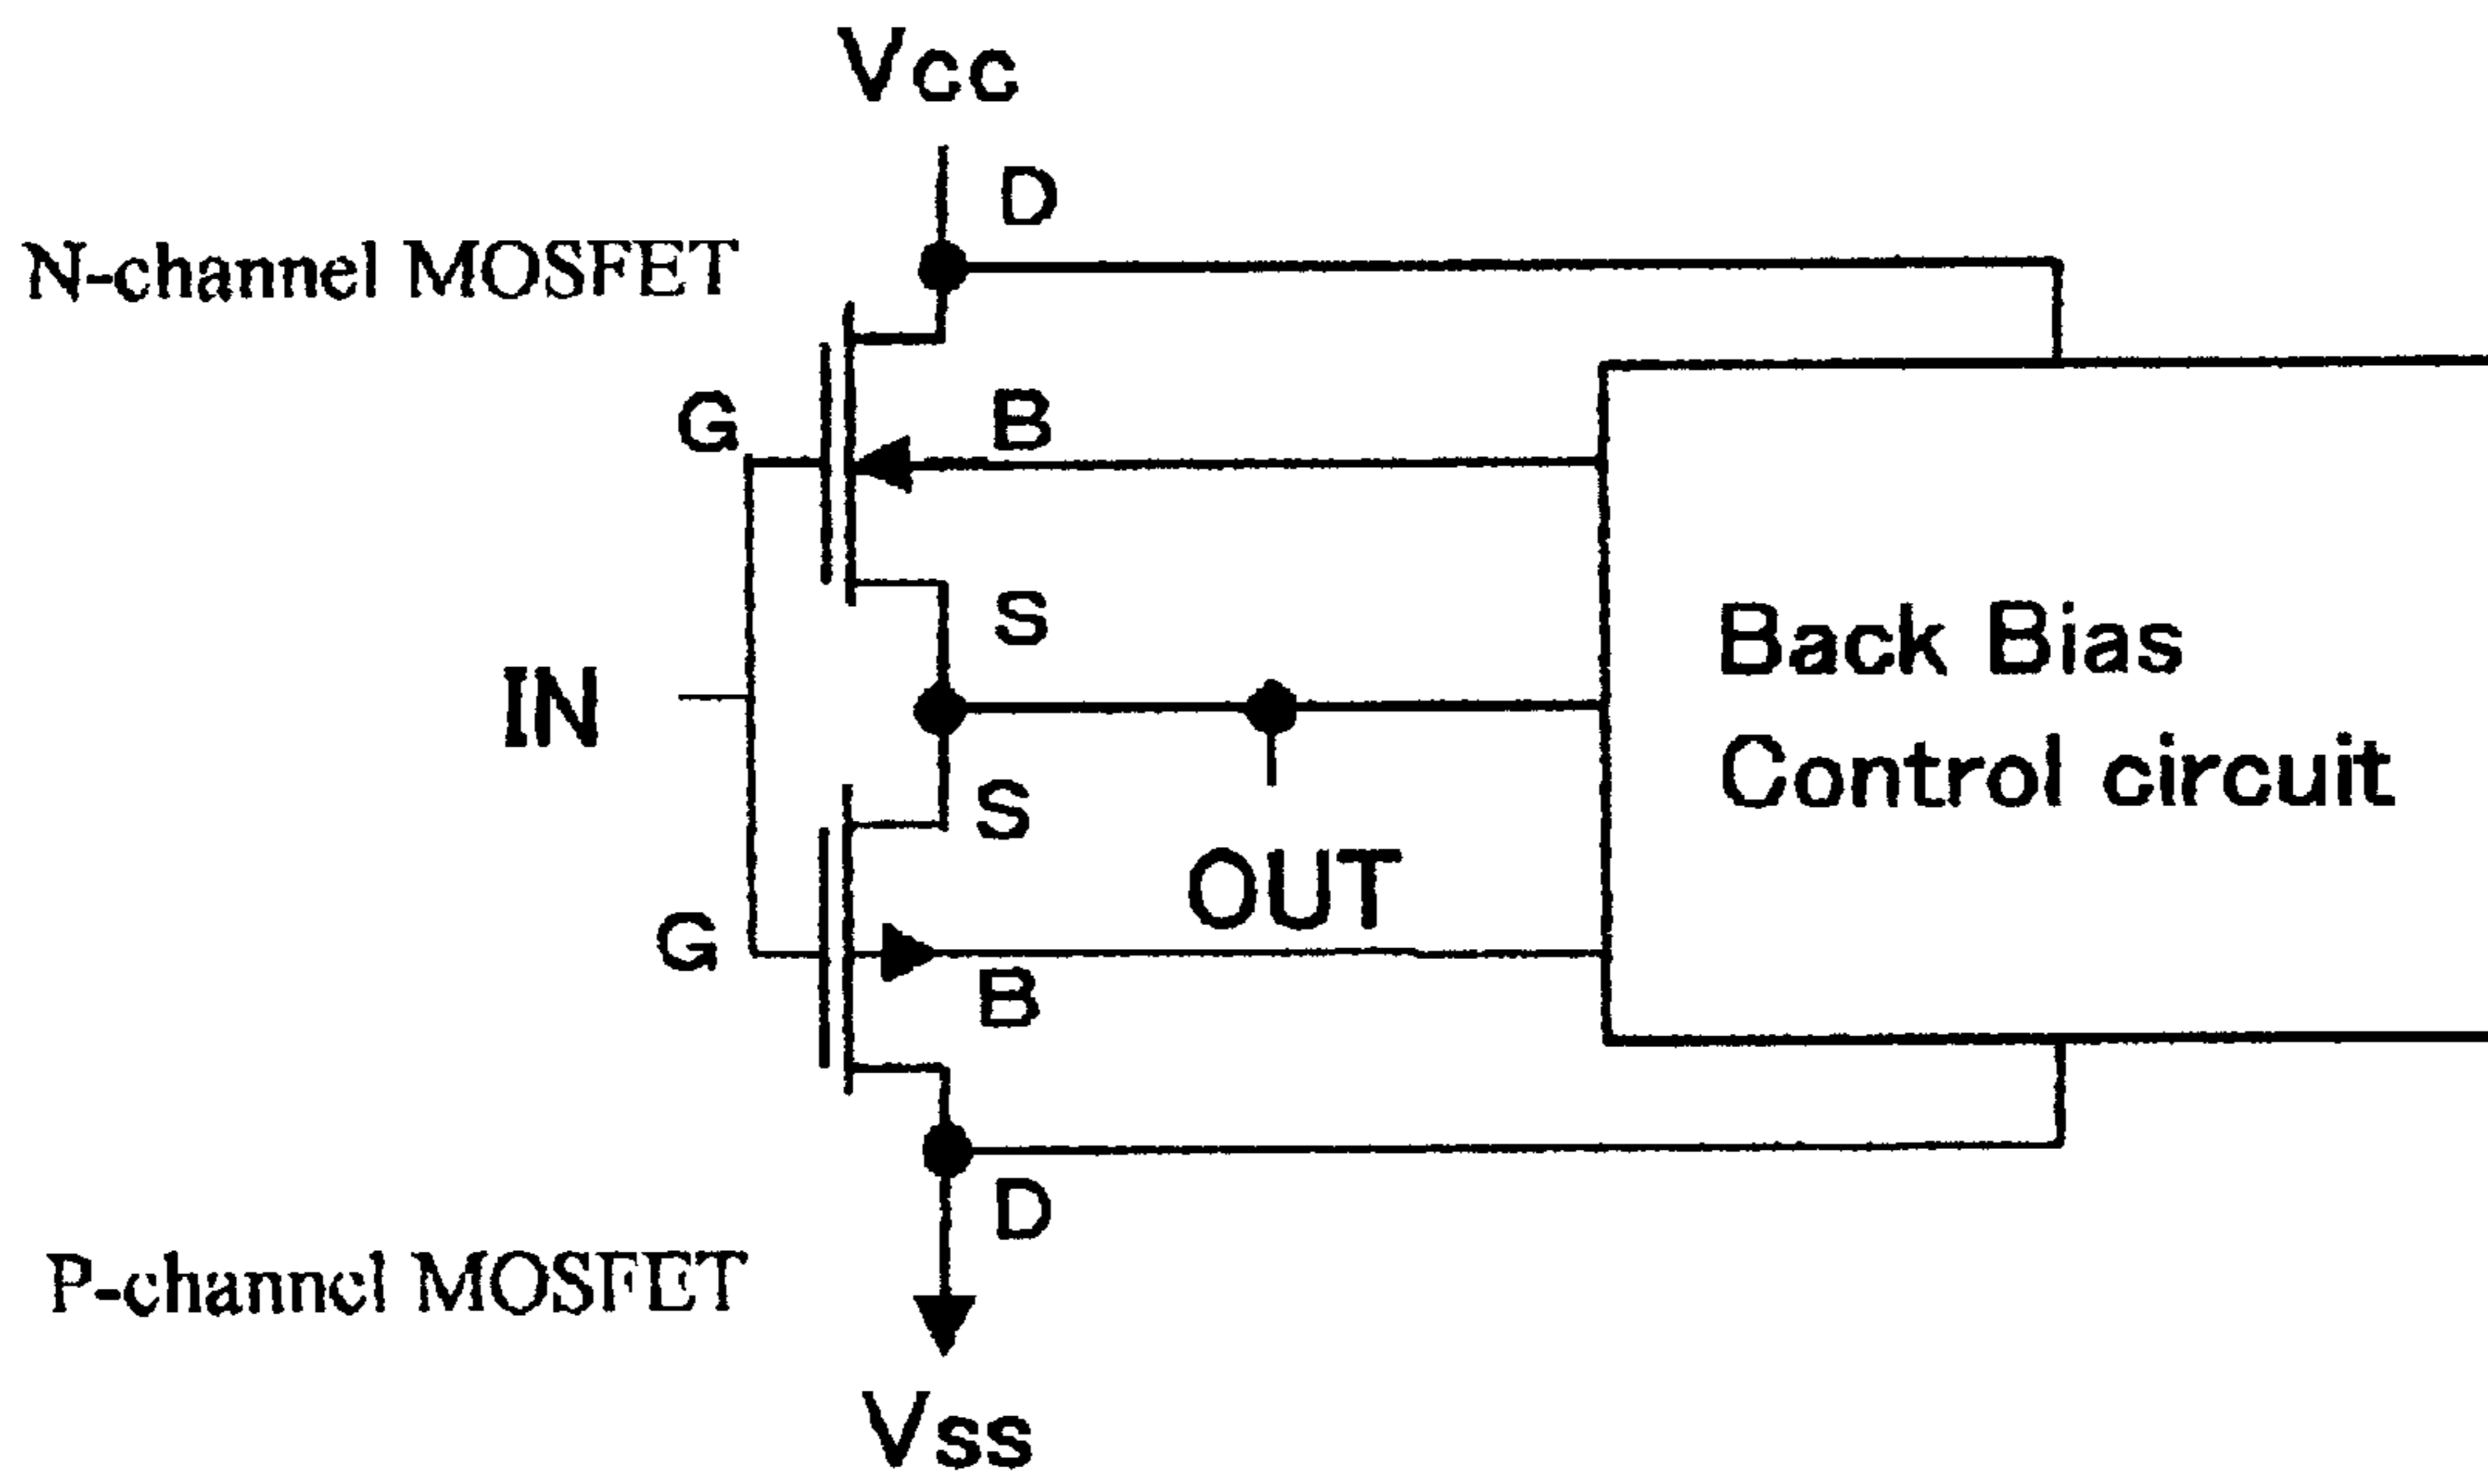 Vcc
D
N-channel MOSFET
G
B
S
IN
Back Bias
Control circuit
S
OUT
G
B
D
P-channel MOSFET
Vss